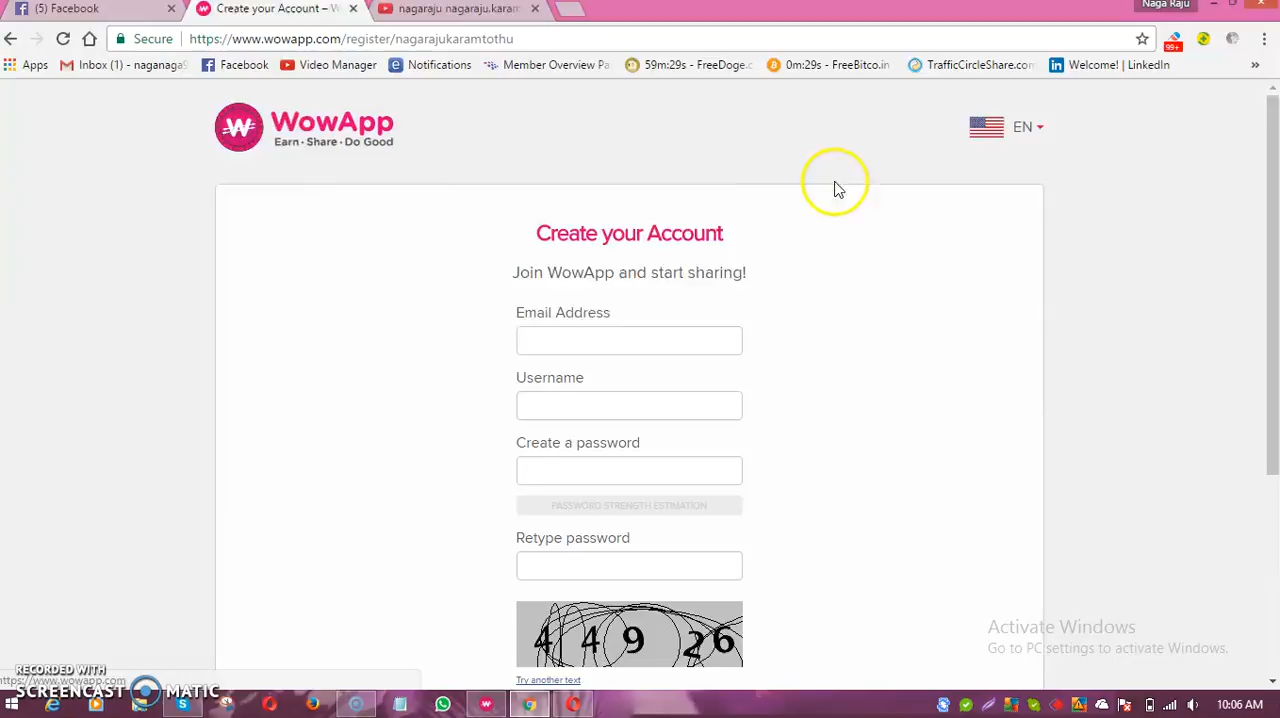 (5) Facebook
Create your Account –
nagaraju nagaraju.karam
Naga Raju
Secure
https://www.wowapp.com/register/nagarajukaramtothu
99+
Apps
Inbox (1) - naganaga9
Facebook
Video Manager
Notifications
Member Overview Pa
59m:29s - FreeDoge.c
0m:29s - FreeBitco.in
TrafficCircleShare.com
Welcome! | LinkedIn
»
WowApp
Earn · Share · Do Good
EN
Create your Account
Join WowApp and start sharing!
Email Address
Username
Create a password
PASSWORD STRENGTH ESTIMATION
Retype password
4 4 9 2 6
Try another text
Activate Windows
Go to PC settings to activate Windows.
https://www.wowapp.com
RECORDED WITH
SCREENCAST MATIC
10:06 AM